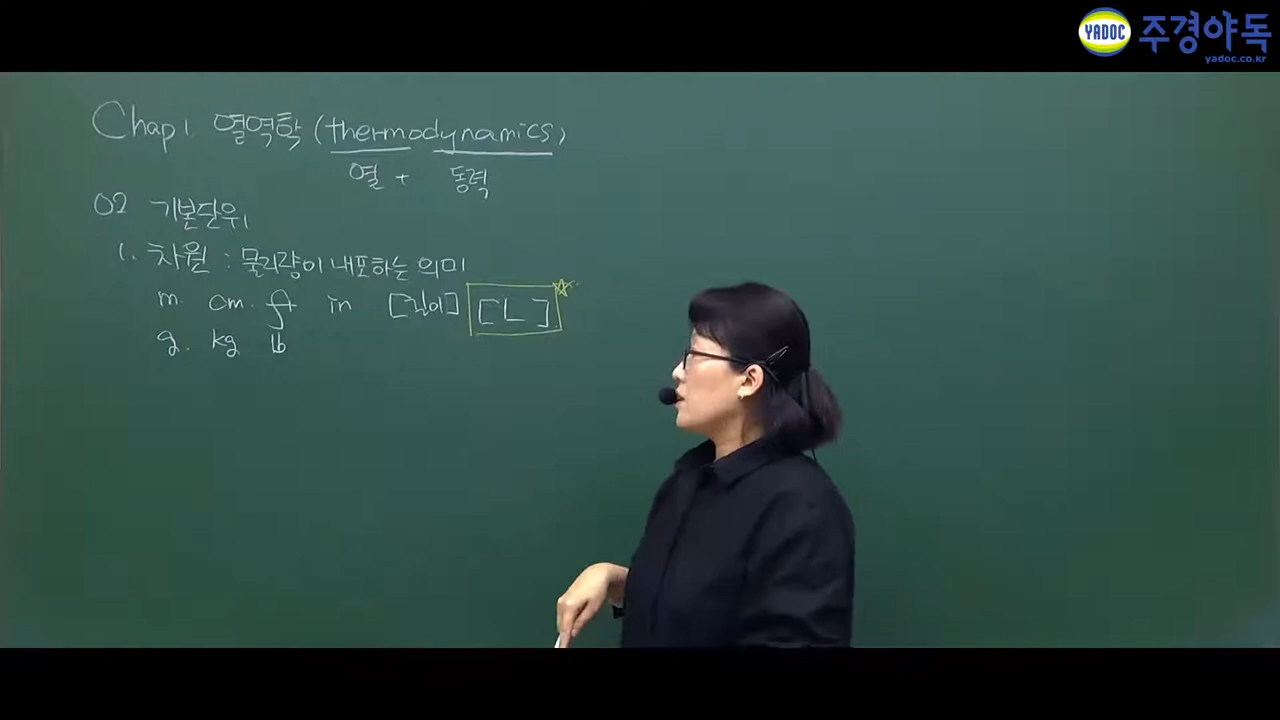 YADOC 주경야독
yadoc.co.kr
Chap 1. 열역학 (thermodynamics)
열 + 동력
02 기본단위
1. 차원 : 물리량이 내포하는 의미
m. cm. ft in [길이] [L]
g. kg lb